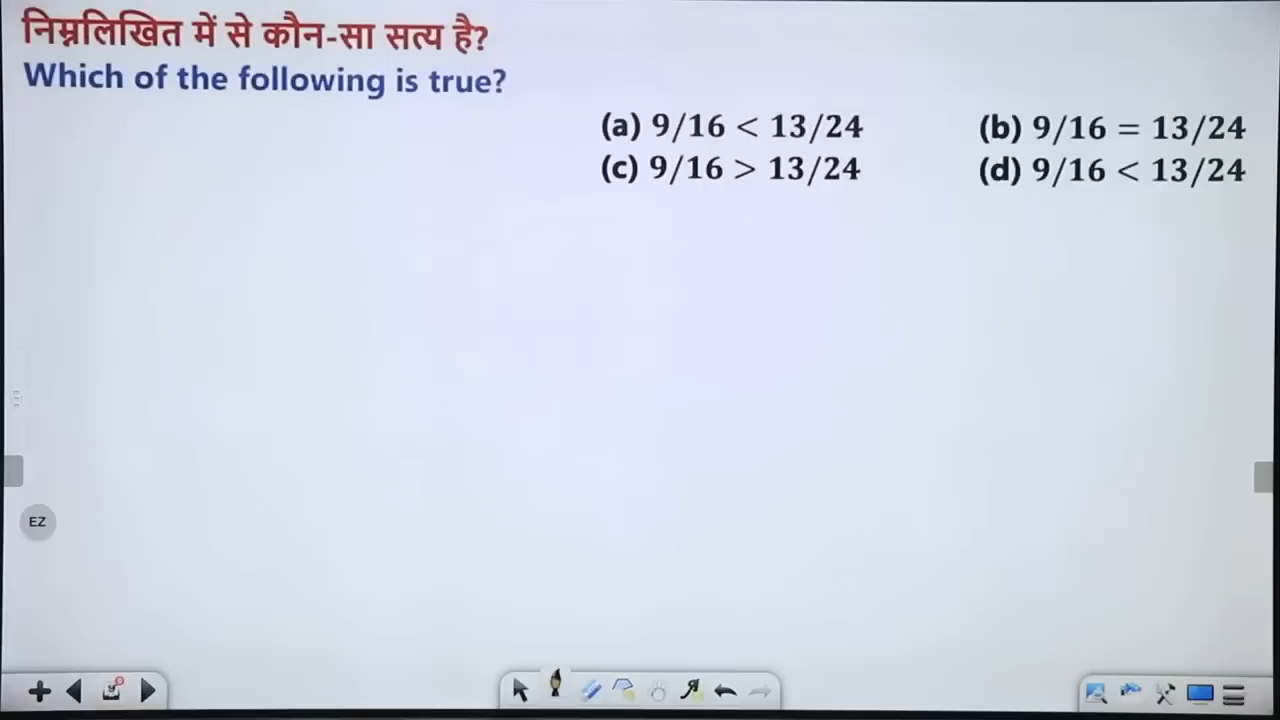 निम्नलिखित में से कौन-सा सत्य है?
Which of the following is true?
(a) 9/16 < 13/24 (b) 9/16 = 13/24
(c) 9/16 > 13/24 (d) 9/16 < 13/24
EZ